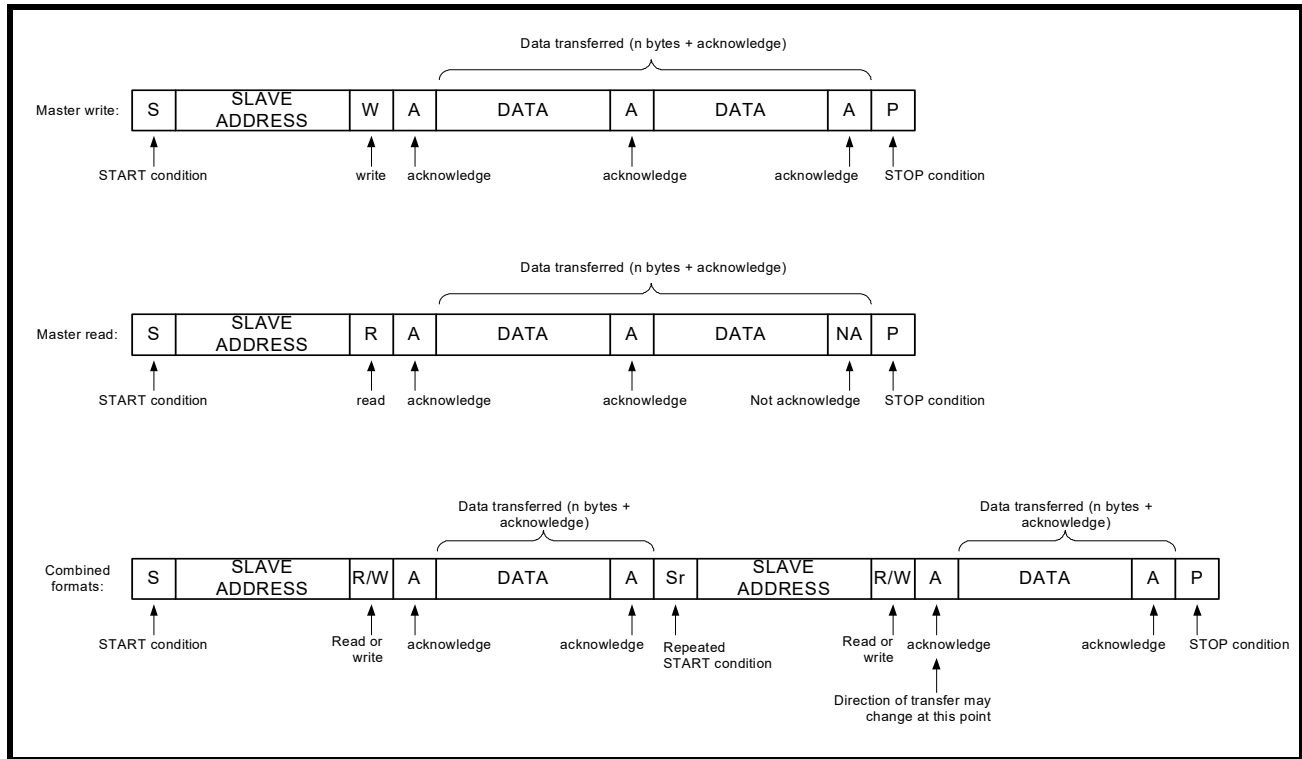 Data transferred (n bytes + acknowledge)
Master write: S SLAVE ADDRESS W A DATA A DATA A P
START condition write acknowledge acknowledge acknowledge STOP condition
Data transferred (n bytes + acknowledge)
Master read: S SLAVE ADDRESS R A DATA A DATA NA P
START condition read acknowledge acknowledge Not acknowledge STOP condition
Data transferred (n bytes +
acknowledge)
Data transferred (n bytes +
acknowledge)
Combined
formats:
S SLAVE ADDRESS R/W A DATA A Sr SLAVE ADDRESS R/W A DATA A P
START condition
Read or
write
acknowledge
acknowledge
Repeated
START condition
Read or
write
acknowledge
acknowledge
STOP condition
Direction of transfer may
change at this point